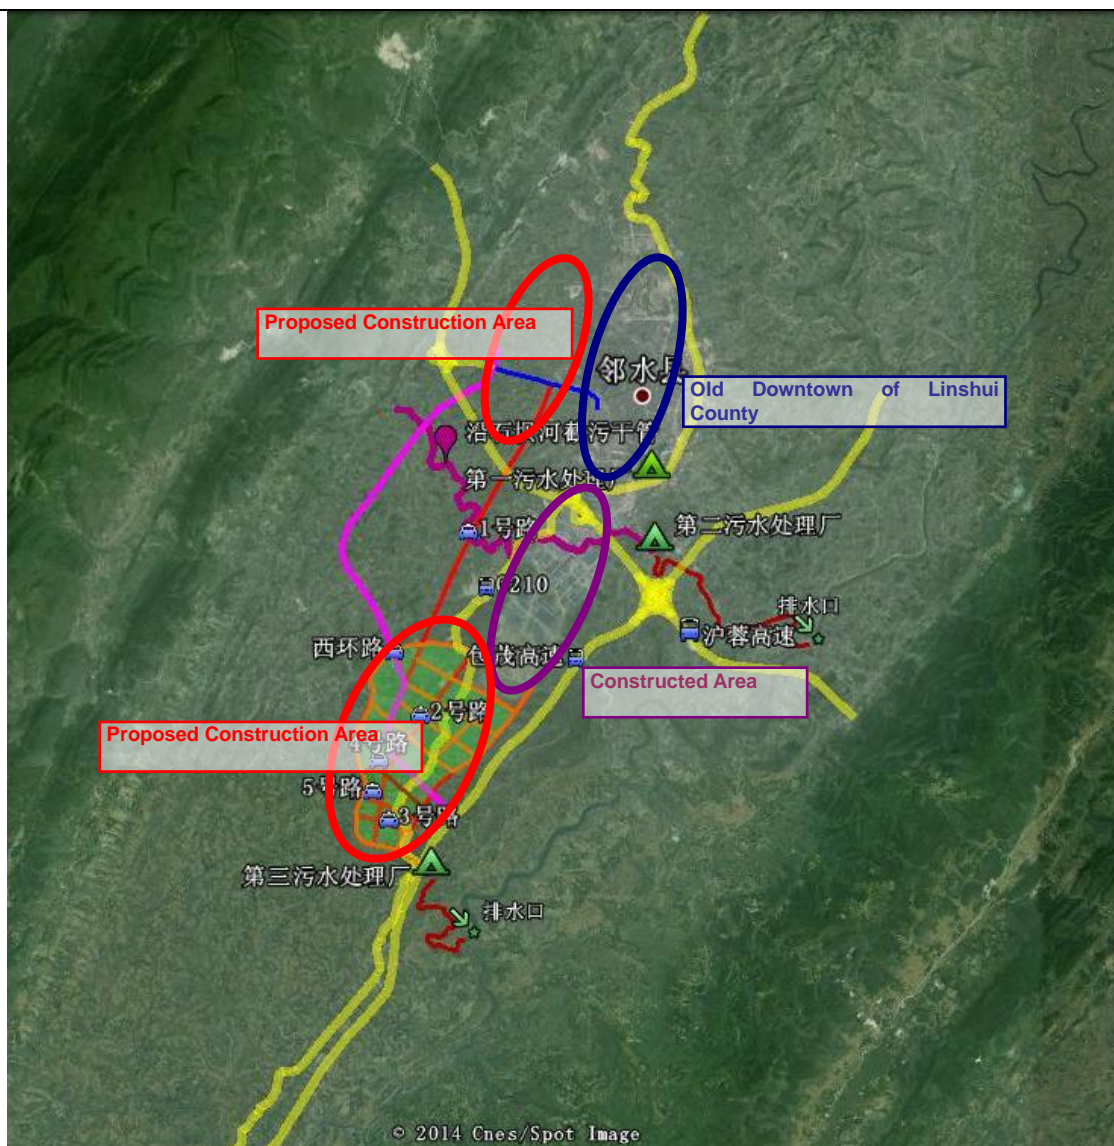 Proposed Construction Area
邻水县
Old Downtown of Linshui
County
沿石坝河截污干管
第一污水处理厂
1号路
第二污水处理厂
G210
排水口
沪蓉高速
西环路
包茂高速
Constructed Area
2号路
Proposed Construction Area
4号路
5号路
3号路
第三污水处理厂
排水口
© 2014 Cnes/Spot Image